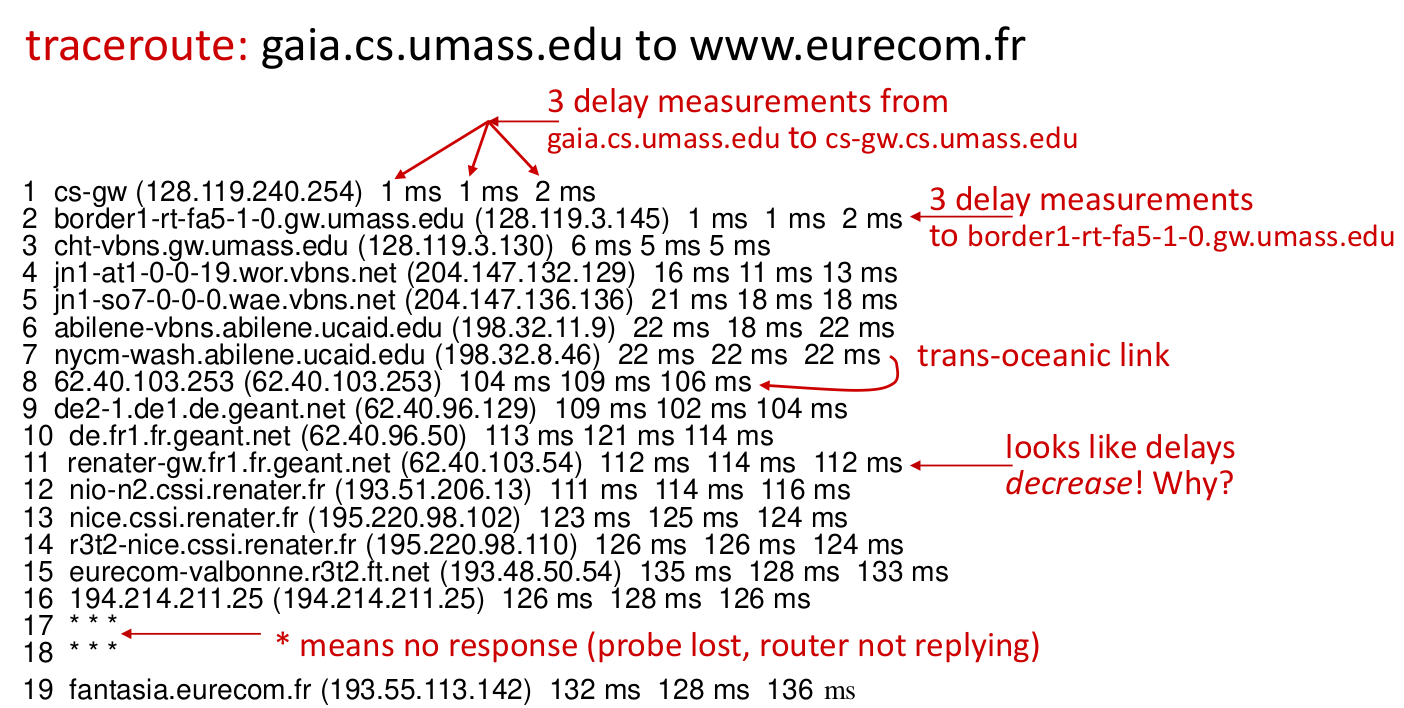 traceroute: gaia.cs.umass.edu to www.eurecom.fr
3 delay measurements from
gaia.cs.umass.edu to cs-gw.cs.umass.edu
1 cs-gw (128.119.240.254) 1 ms 1 ms 2 ms
2 border1-rt-fa5-1-0.gw.umass.edu (128.119.3.145) 1 ms 1 ms 2 ms
3 delay measurements
to border1-rt-fa5-1-0.gw.umass.edu
3 cht-vbns.gw.umass.edu (128.119.3.130) 6 ms 5 ms 5 ms
4 jn1-at1-0-0-19.wor.vbns.net (204.147.132.129) 16 ms 11 ms 13 ms
5 jn1-so7-0-0-0.wae.vbns.net (204.147.136.136) 21 ms 18 ms 18 ms
6 abilene-vbns.abilene.ucaid.edu (198.32.11.9) 22 ms 18 ms 22 ms
7 nycm-wash.abilene.ucaid.edu (198.32.8.46) 22 ms 22 ms 22 ms
trans-oceanic link
8 62.40.103.253 (62.40.103.253) 104 ms 109 ms 106 ms
9 de2-1.de1.de.geant.net (62.40.96.129) 109 ms 102 ms 104 ms
10 de.fr1.fr.geant.net (62.40.96.50) 113 ms 121 ms 114 ms
11 renater-gw.fr1.fr.geant.net (62.40.103.54) 112 ms 114 ms 112 ms
looks like delays
decrease! Why?
12 nio-n2.cssi.renater.fr (193.51.206.13) 111 ms 114 ms 116 ms
13 nice.cssi.renater.fr (195.220.98.102) 123 ms 125 ms 124 ms
14 r3t2-nice.cssi.renater.fr (195.220.98.110) 126 ms 126 ms 124 ms
15 eurecom-valbonne.r3t2.ft.net (193.48.50.54) 135 ms 128 ms 133 ms
16 194.214.211.25 (194.214.211.25) 126 ms 128 ms 126 ms
17 * * *
18 * * *
* means no response (probe lost, router not replying)
19 fantasia.eurecom.fr (193.55.113.142) 132 ms 128 ms 136 ms